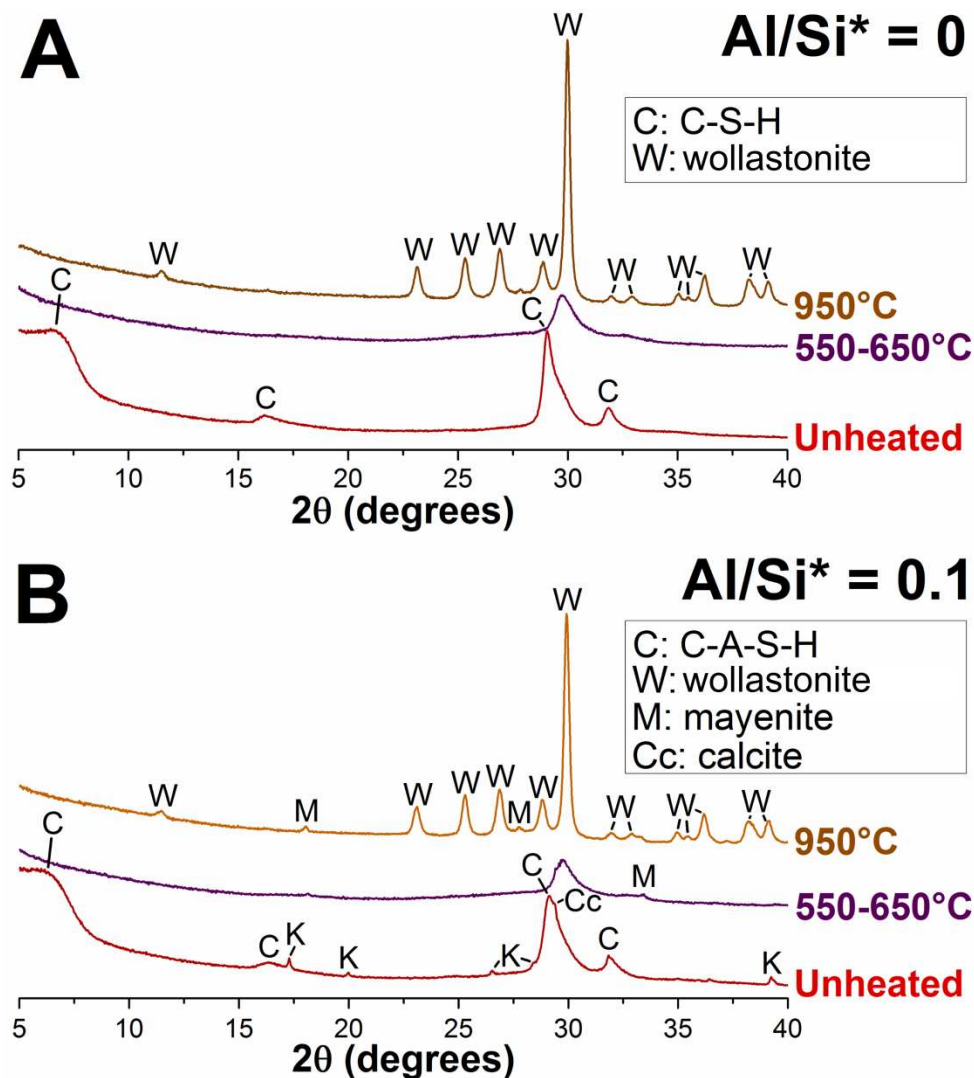 A
Al/Si* = 0
C: C-S-H
W: wollastonite
W
W
W
W
W
W
W
W
W
950°C
C
C
550-650°C
C
C
Unheated
5 10 15 20 25 30 35 40
2θ (degrees)
B
Al/Si* = 0.1
C: C-A-S-H
W: wollastonite
M: mayenite
Cc: calcite
W
W
M
W
W
W
M
W
W
W
W
950°C
C
C
Cc
M
550-650°C
C
K
K
K
C
K
Unheated
5 10 15 20 25 30 35 40
2θ (degrees)